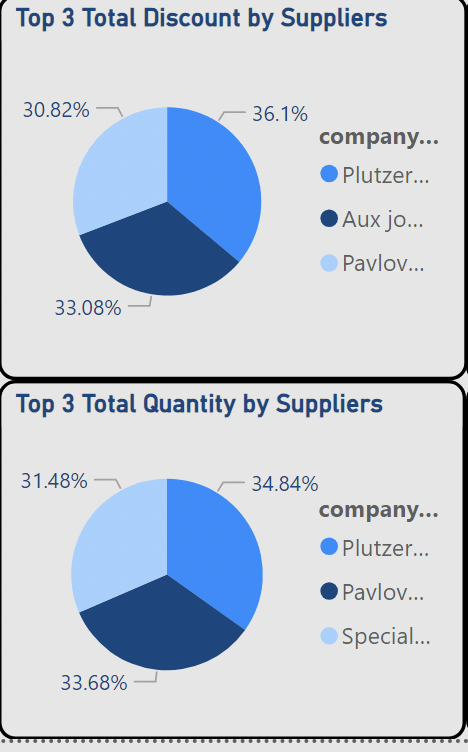 Top 3 Total Discount by Suppliers
30.82%
36.1%
company...
Plutzer...
Aux jo...
Pavlov...
33.08%
Top 3 Total Quantity by Suppliers
31.48%
34.84%
company...
Plutzer...
Pavlov...
Special...
33.68%